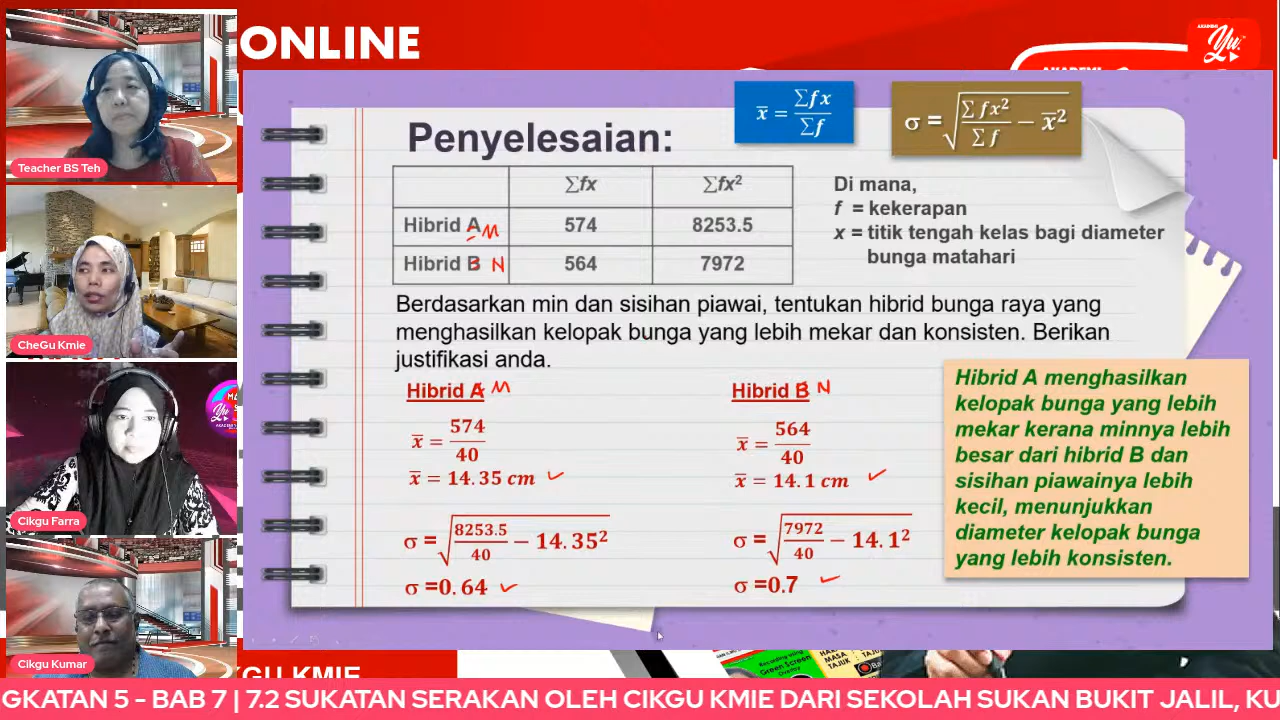 ONLINE
AKADEMI
Yu
Teacher BS Teh
CheGu Kmie
Cikgu Farra
Cikgu Kumar
Penyelesaian:
x̅ = ∑fx / ∑f
σ = √(∑fx² / ∑f − x̅²)
∑fx ∑fx²
Hibrid A M 574 8253.5
Hibrid B N 564 7972
Di mana,
f = kekerapan
x = titik tengah kelas bagi diameter
bunga matahari
Berdasarkan min dan sisihan piawai, tentukan hibrid bunga raya yang
menghasilkan kelopak bunga yang lebih mekar dan konsisten. Berikan
justifikasi anda.
Hibrid A M
x̅ = 574 / 40
x̅ = 14.35 cm ✓
σ = √(8253.5 / 40 − 14.35²)
σ =0.64 ✓
Hibrid B N
x̅ = 564 / 40
x̅ = 14.1 cm ✓
σ = √(7972 / 40 − 14.1²)
σ =0.7 ✓
Hibrid A menghasilkan
kelopak bunga yang lebih
mekar kerana minnya lebih
besar dari hibrid B dan
sisihan piawainya lebih
kecil, menunjukkan
diameter kelopak bunga
yang lebih konsisten.
Green Screen
MASA
TAJUK
GKATAN 5 - BAB 7 | 7.2 SUKATAN SERAKAN OLEH CIKGU KMIE DARI SEKOLAH SUKAN BUKIT JALIL, KU